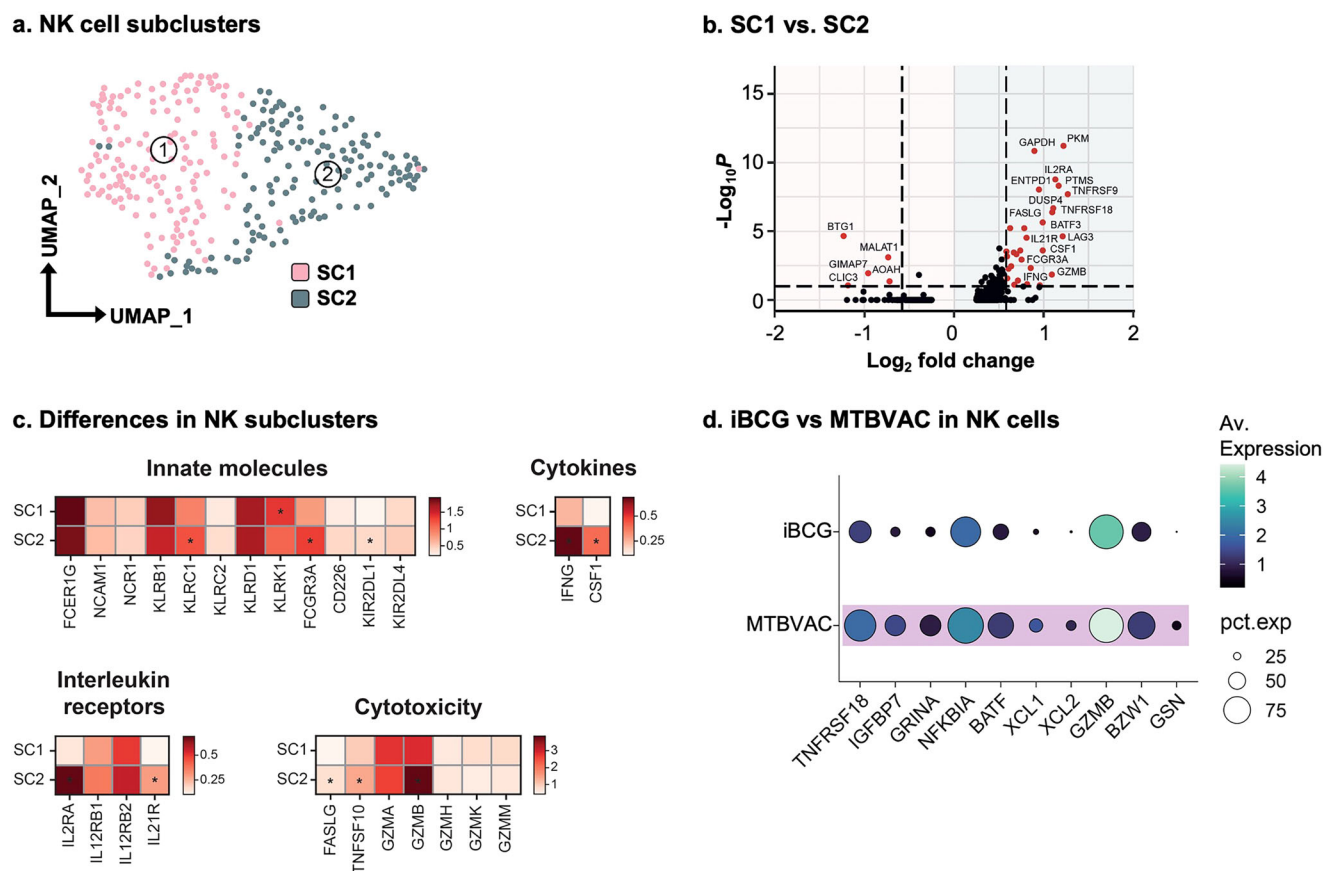 a. NK cell subclusters
1
2
UMAP_2
UMAP_1
SC1
SC2
b. SC1 vs. SC2
-Log10P
15
10
5
0
GAPDH
PKM
IL2RA
ENTPD1
PTMS
TNFRSF9
DUSP4
FASLG
TNFRSF18
BATF3
IL21R
LAG3
CSF1
FCGR3A
IFNG
GZMB
BTG1
MALAT1
GIMAP7
AOAH
CLIC3
-2 -1 0 1 2
Log2 fold change
c. Differences in NK subclusters
Innate molecules
SC1
*
SC2
* * *
1.5
0.5
FCER1G
NCAM1
NCR1
KLRB1
KLRC1
KLRC2
KLRD1
KLRK1
FCGR3A
CD226
KIR2DL1
KIR2DL4
Cytokines
SC1
SC2
* *
0.5
0.25
IFNG
CSF1
Interleukin
receptors
SC1
SC2
* *
0.5
0.25
IL2RA
IL12RB1
IL12RB2
IL21R
Cytotoxicity
SC1
SC2
* * *
3
2
1
FASLG
TNFSF10
GZMA
GZMB
GZMH
GZMK
GZMM
d. iBCG vs MTBVAC in NK cells
iBCG
MTBVAC
TNFRSF18
IGFBP7
GRINA
NFKBIA
BATF
XCL1
XCL2
GZMB
BZW1
GSN
Av.
Expression
4
3
2
1
pct.exp
25
50
75